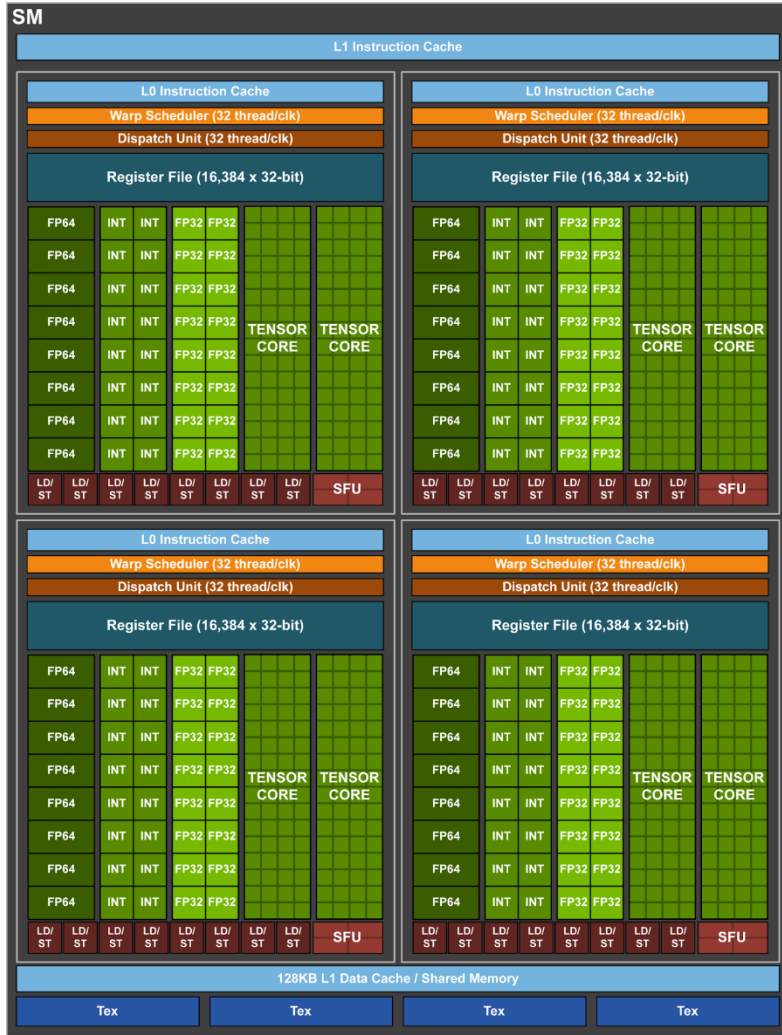 SM
L1 Instruction Cache
L0 Instruction Cache
Warp Scheduler (32 thread/clk)
Dispatch Unit (32 thread/clk)
Register File (16,384 x 32-bit)
FP64 INT INT FP32 FP32
FP64 INT INT FP32 FP32
FP64 INT INT FP32 FP32
FP64 INT INT FP32 FP32
FP64 INT INT FP32 FP32
FP64 INT INT FP32 FP32
FP64 INT INT FP32 FP32
FP64 INT INT FP32 FP32
TENSOR TENSOR
CORE CORE
LD/ LD/ LD/ LD/ LD/ LD/ LD/ LD/
ST ST ST ST ST ST ST ST
SFU
L0 Instruction Cache
Warp Scheduler (32 thread/clk)
Dispatch Unit (32 thread/clk)
Register File (16,384 x 32-bit)
FP64 INT INT FP32 FP32
FP64 INT INT FP32 FP32
FP64 INT INT FP32 FP32
FP64 INT INT FP32 FP32
FP64 INT INT FP32 FP32
FP64 INT INT FP32 FP32
FP64 INT INT FP32 FP32
FP64 INT INT FP32 FP32
TENSOR TENSOR
CORE CORE
LD/ LD/ LD/ LD/ LD/ LD/ LD/ LD/
ST ST ST ST ST ST ST ST
SFU
L0 Instruction Cache
Warp Scheduler (32 thread/clk)
Dispatch Unit (32 thread/clk)
Register File (16,384 x 32-bit)
FP64 INT INT FP32 FP32
FP64 INT INT FP32 FP32
FP64 INT INT FP32 FP32
FP64 INT INT FP32 FP32
FP64 INT INT FP32 FP32
FP64 INT INT FP32 FP32
FP64 INT INT FP32 FP32
FP64 INT INT FP32 FP32
TENSOR TENSOR
CORE CORE
LD/ LD/ LD/ LD/ LD/ LD/ LD/ LD/
ST ST ST ST ST ST ST ST
SFU
L0 Instruction Cache
Warp Scheduler (32 thread/clk)
Dispatch Unit (32 thread/clk)
Register File (16,384 x 32-bit)
FP64 INT INT FP32 FP32
FP64 INT INT FP32 FP32
FP64 INT INT FP32 FP32
FP64 INT INT FP32 FP32
FP64 INT INT FP32 FP32
FP64 INT INT FP32 FP32
FP64 INT INT FP32 FP32
FP64 INT INT FP32 FP32
TENSOR TENSOR
CORE CORE
LD/ LD/ LD/ LD/ LD/ LD/ LD/ LD/
ST ST ST ST ST ST ST ST
SFU
128KB L1 Data Cache / Shared Memory
Tex Tex Tex Tex